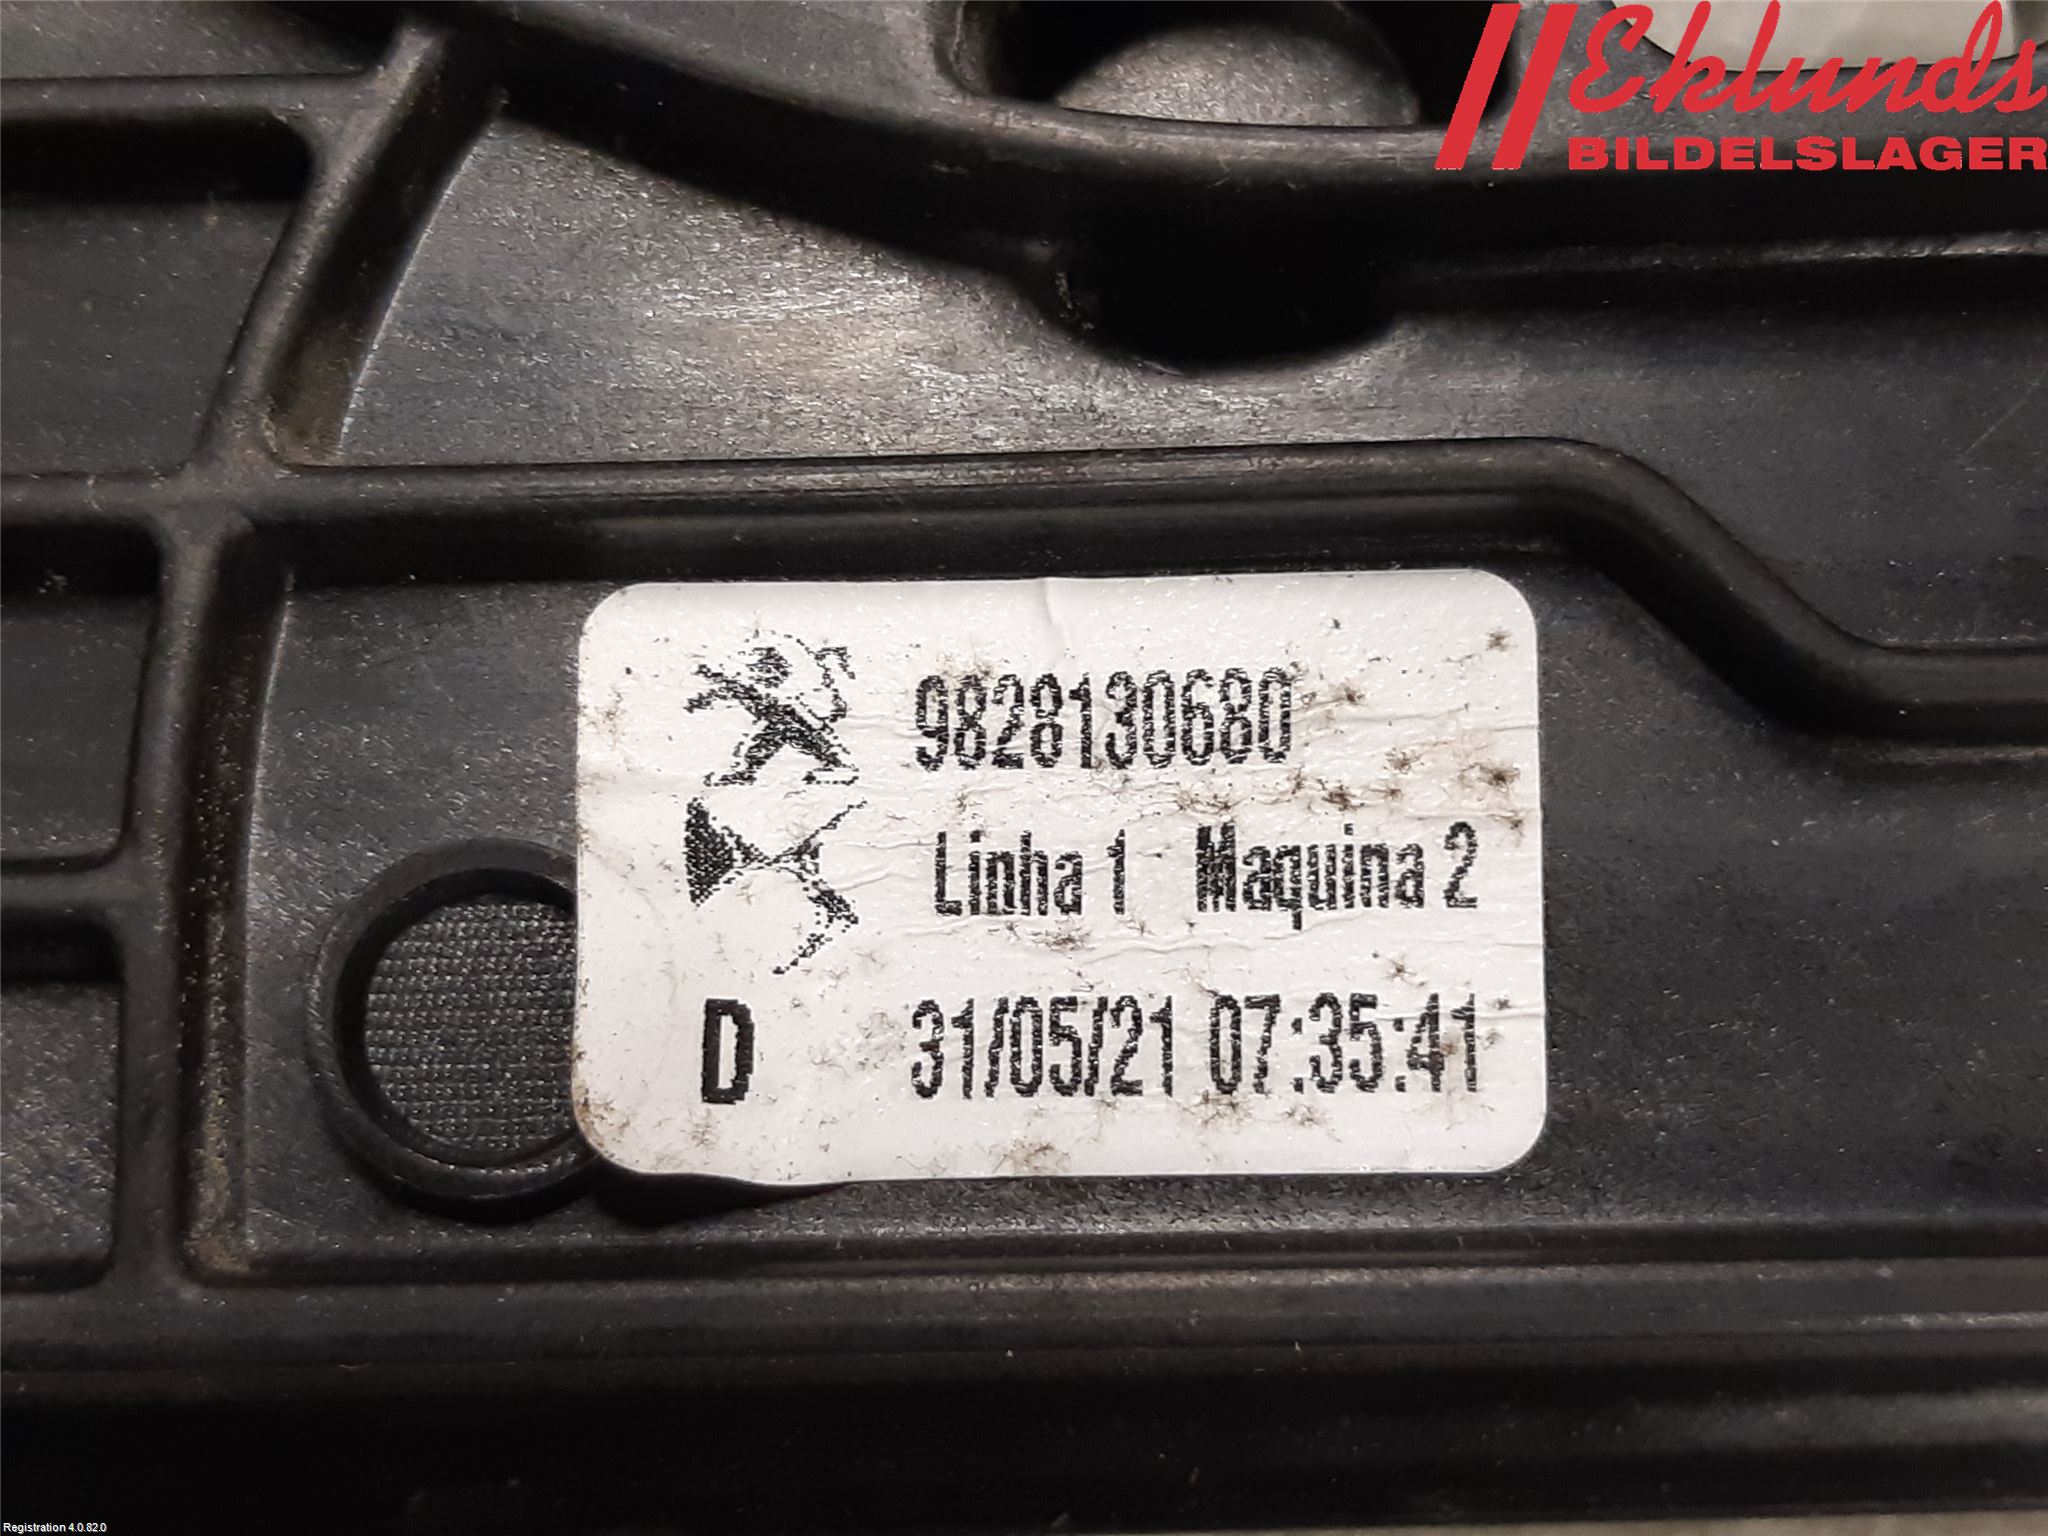 Eklunds
BILDELSLAGER
9828130680
Linha 1 Maquina 2
D 31/05/21 07:35:41
Registration 4.0.82.0